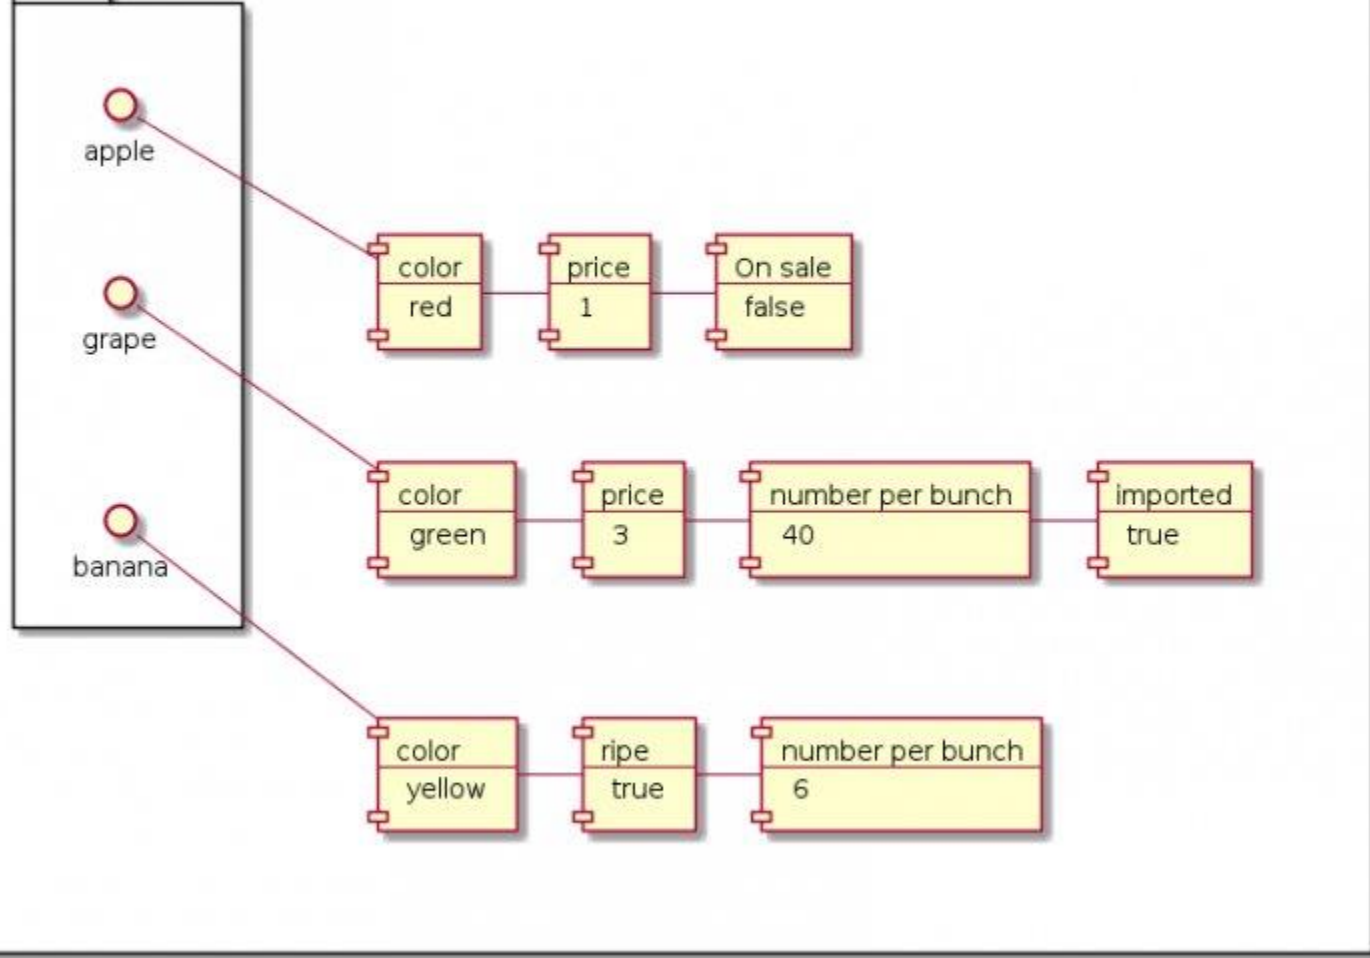 apple
color
red
price
1
On sale
false
grape
color
green
price
3
number per bunch
40
imported
true
banana
color
yellow
ripe
true
number per bunch
6